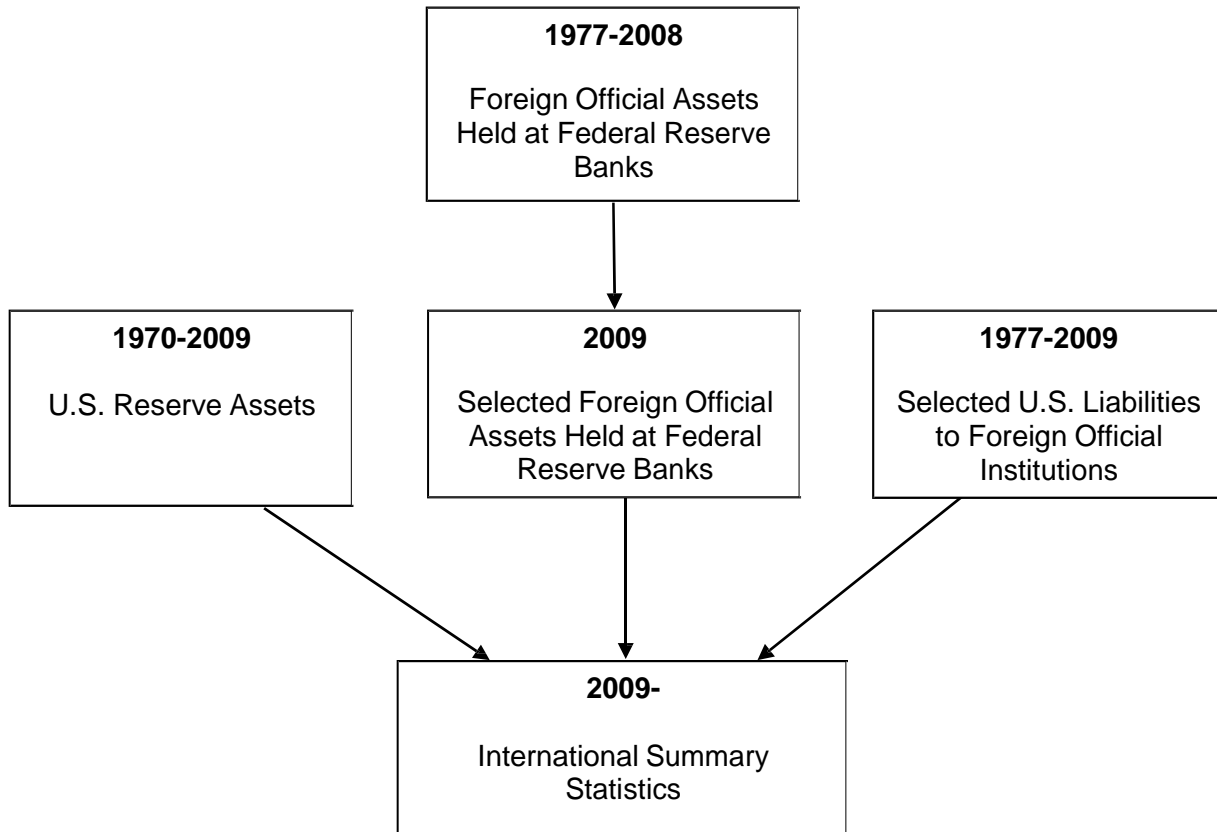 1977-2008
Foreign Official Assets
Held at Federal Reserve
Banks
1970-2009
U.S. Reserve Assets
2009
Selected Foreign Official
Assets Held at Federal
Reserve Banks
1977-2009
Selected U.S. Liabilities
to Foreign Official
Institutions
2009-
International Summary
Statistics